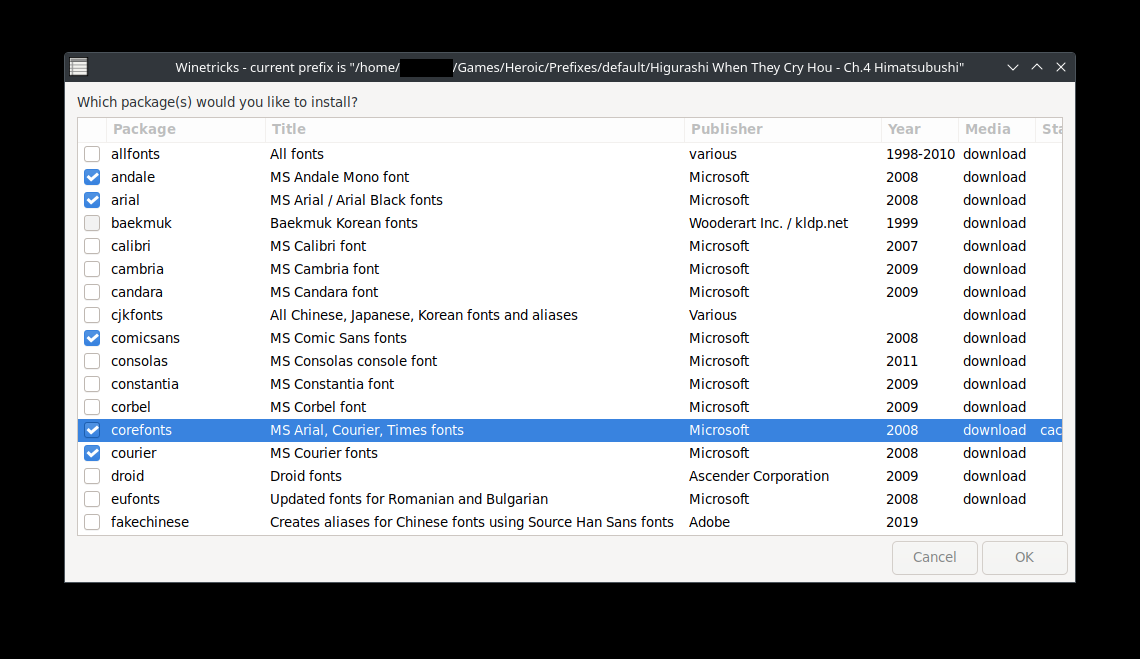 Winetricks - current prefix is "/home/ /Games/Heroic/Prefixes/default/Higurashi When They Cry Hou - Ch.4 Himatsubushi"
Which package(s) would you like to install?
Package Title Publisher Year Media Sta
allfonts All fonts various 1998-2010 download
andale MS Andale Mono font Microsoft 2008 download
arial MS Arial / Arial Black fonts Microsoft 2008 download
baekmuk Baekmuk Korean fonts Wooderart Inc. / kldp.net 1999 download
calibri MS Calibri font Microsoft 2007 download
cambria MS Cambria font Microsoft 2009 download
candara MS Candara font Microsoft 2009 download
cjkfonts All Chinese, Japanese, Korean fonts and aliases Various download
comicsans MS Comic Sans fonts Microsoft 2008 download
consolas MS Consolas console font Microsoft 2011 download
constantia MS Constantia font Microsoft 2009 download
corbel MS Corbel font Microsoft 2009 download
corefonts MS Arial, Courier, Times fonts Microsoft 2008 download cac
courier MS Courier fonts Microsoft 2008 download
droid Droid fonts Ascender Corporation 2009 download
eufonts Updated fonts for Romanian and Bulgarian Microsoft 2008 download
fakechinese Creates aliases for Chinese fonts using Source Han Sans fonts Adobe 2019
Cancel OK